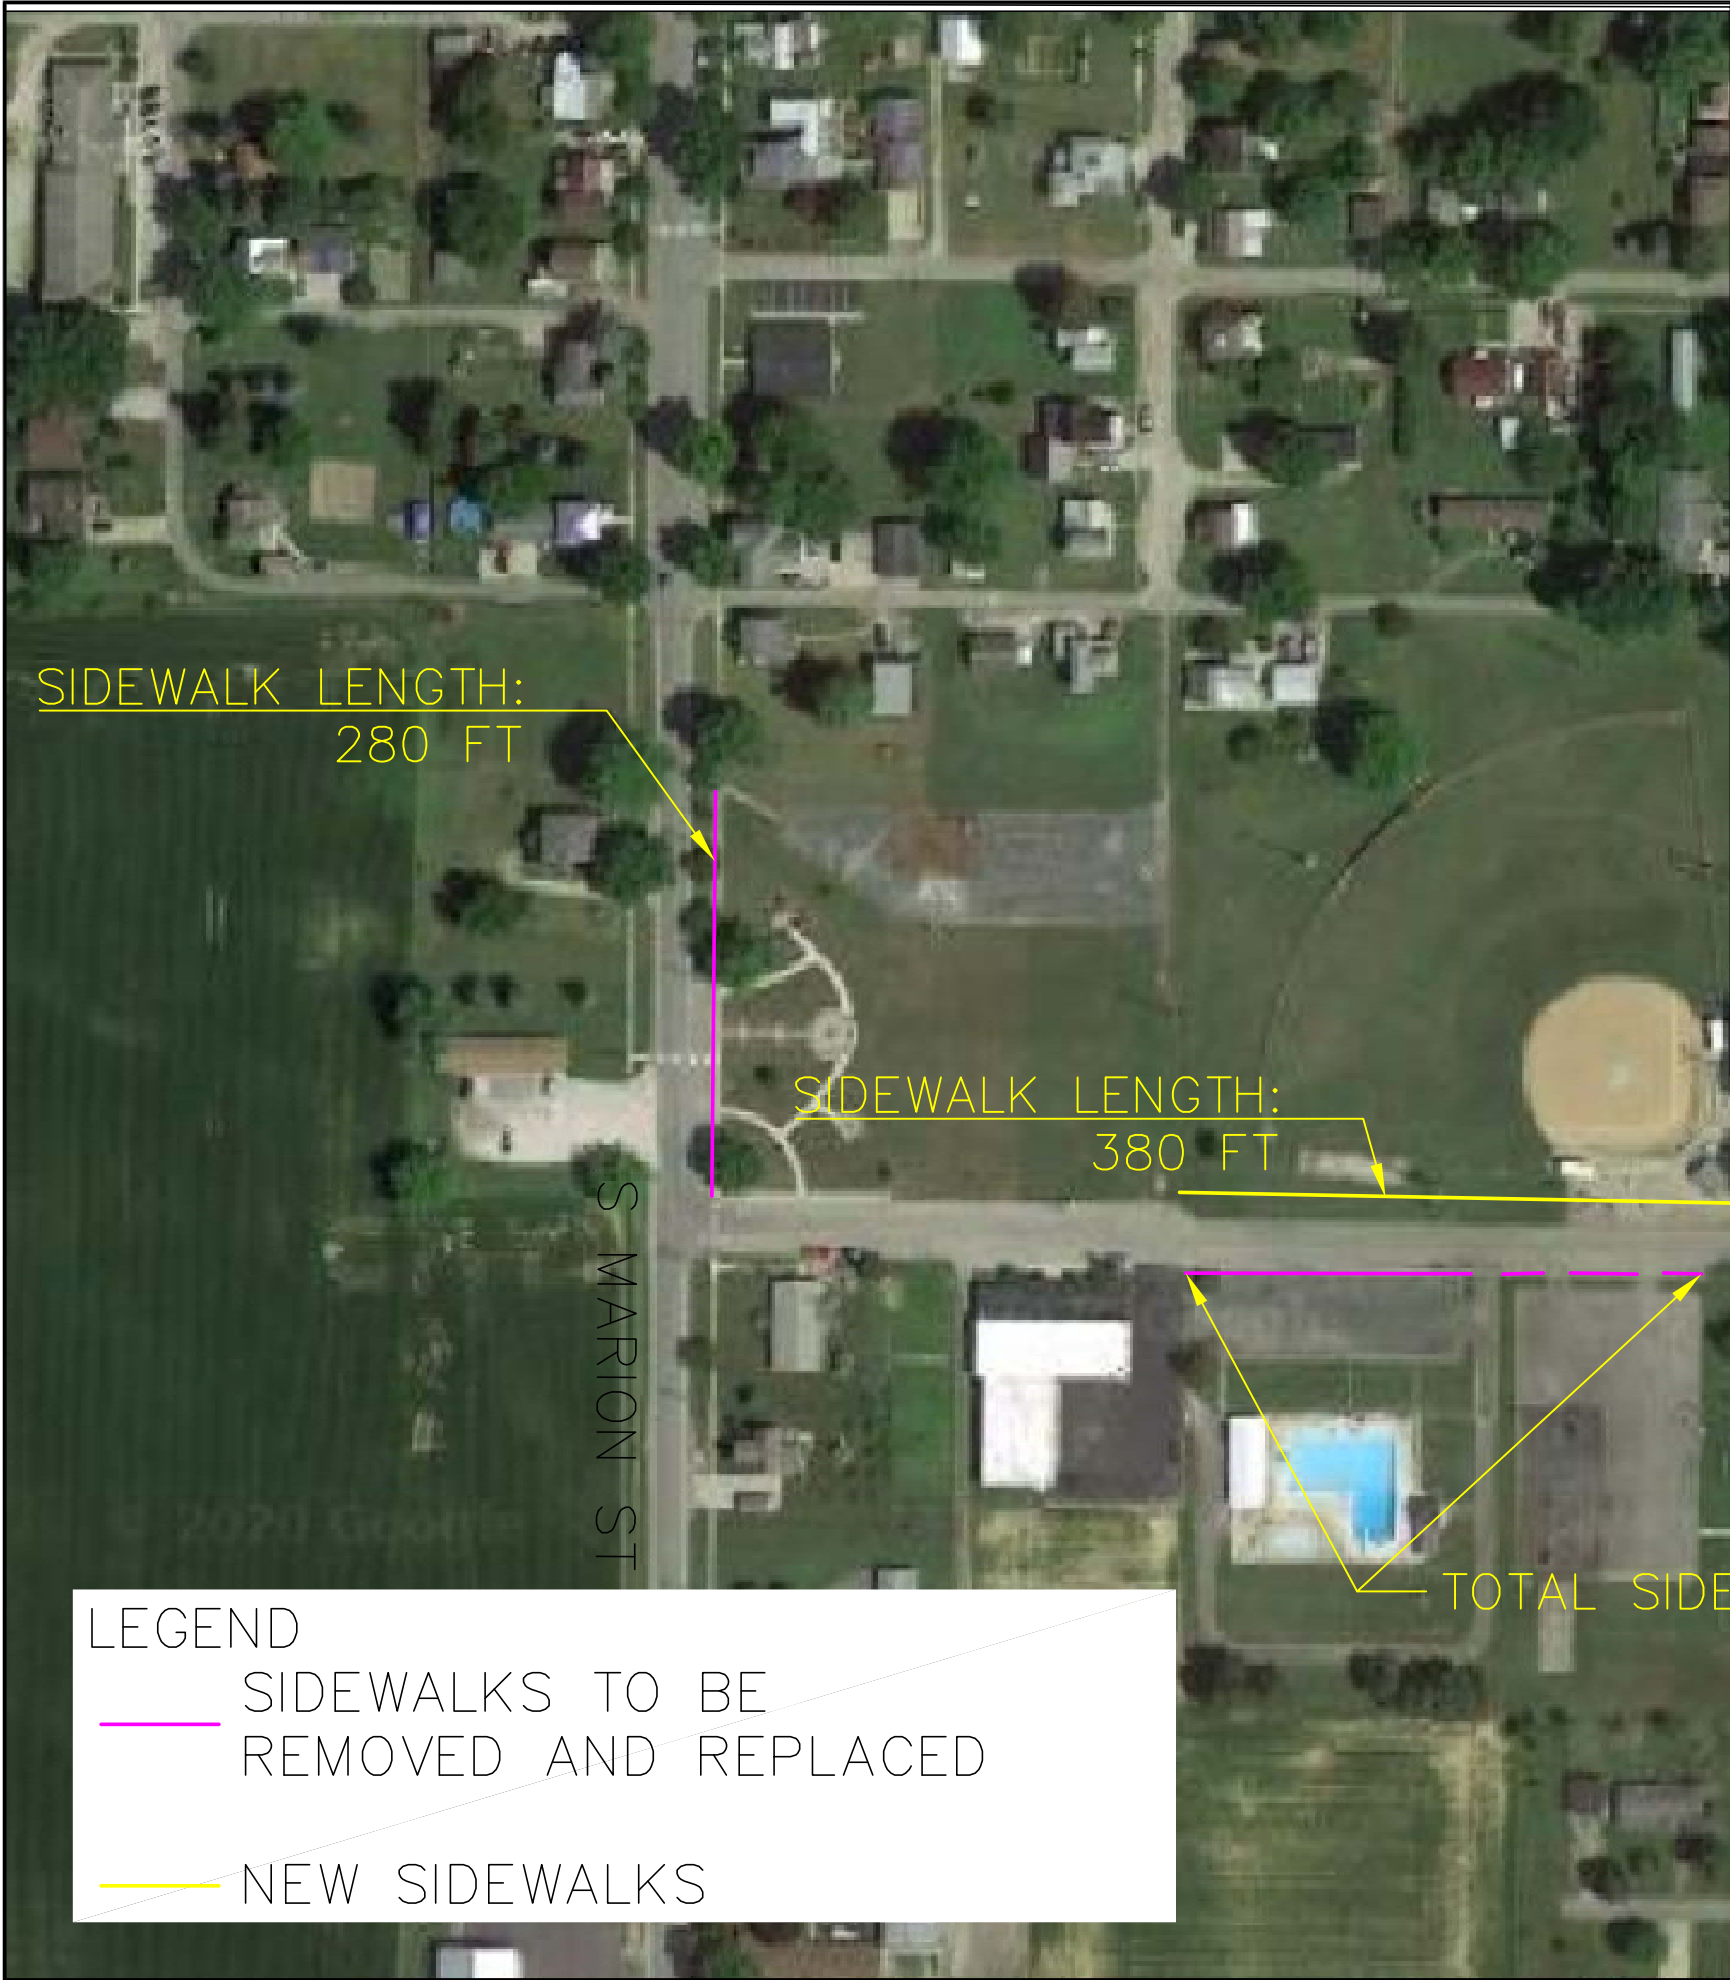 SIDEWALK LENGTH:
280 FT
SIDEWALK LENGTH:
380 FT
S MARION ST
TOTAL SIDE
LEGEND
SIDEWALKS TO BE
REMOVED AND REPLACED
NEW SIDEWALKS